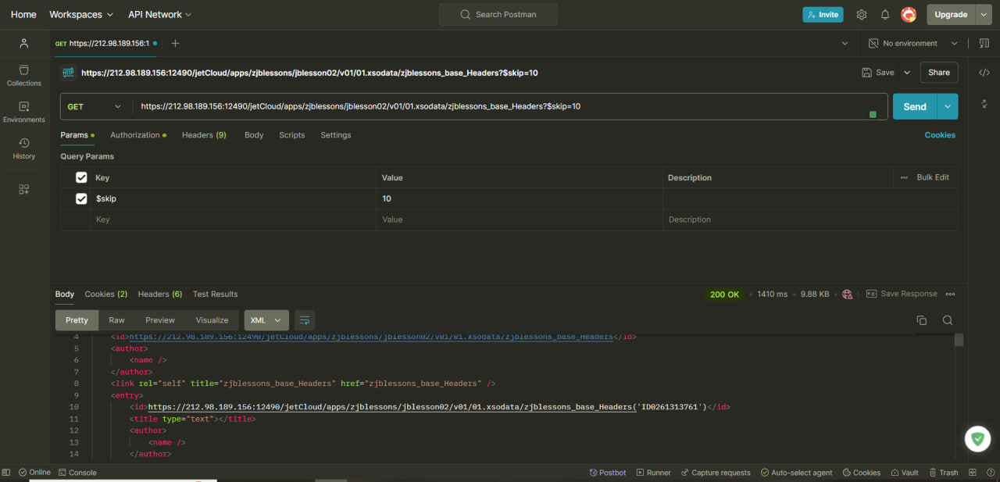 Home Workspaces API Network Search Postman Invite Upgrade
GET https://212.98.189.156:1 No environment
Collections
Environments
History
HTTP https://212.98.189.156:12490/jetCloud/apps/zjblessons/jblesson02/v01/01.xsodata/zjblessons_base_Headers?$skip=10 Save Share
GET https://212.98.189.156:12490/jetCloud/apps/zjblessons/jblesson02/v01/01.xsodata/zjblessons_base_Headers?$skip=10 Send
Params Authorization Headers (9) Body Scripts Settings Cookies
Query Params
Key Value Description Bulk Edit
$skip 10
Key Value Description
Body Cookies (2) Headers (6) Test Results 200 OK 1410 ms 9.88 KB Save Response
Pretty Raw Preview Visualize XML
4 <id>https://212.98.189.156:12490/jetCloud/apps/zjblessons/jblesson02/v01/01.xsodata/zjblessons_base_Headers</id>
5 <author>
6 <name />
7 </author>
8 <link rel="self" title="zjblessons_base_Headers" href="zjblessons_base_Headers" />
9 <entry>
10 <id>https://212.98.189.156:12490/jetCloud/apps/zjblessons/jblesson02/v01/01.xsodata/zjblessons_base_Headers('ID0261313761')</id>
11 <title type="text"></title>
12 <author>
13 <name />
14 </author>
Online Console Postbot Runner Capture requests Auto-select agent Cookies Vault Trash